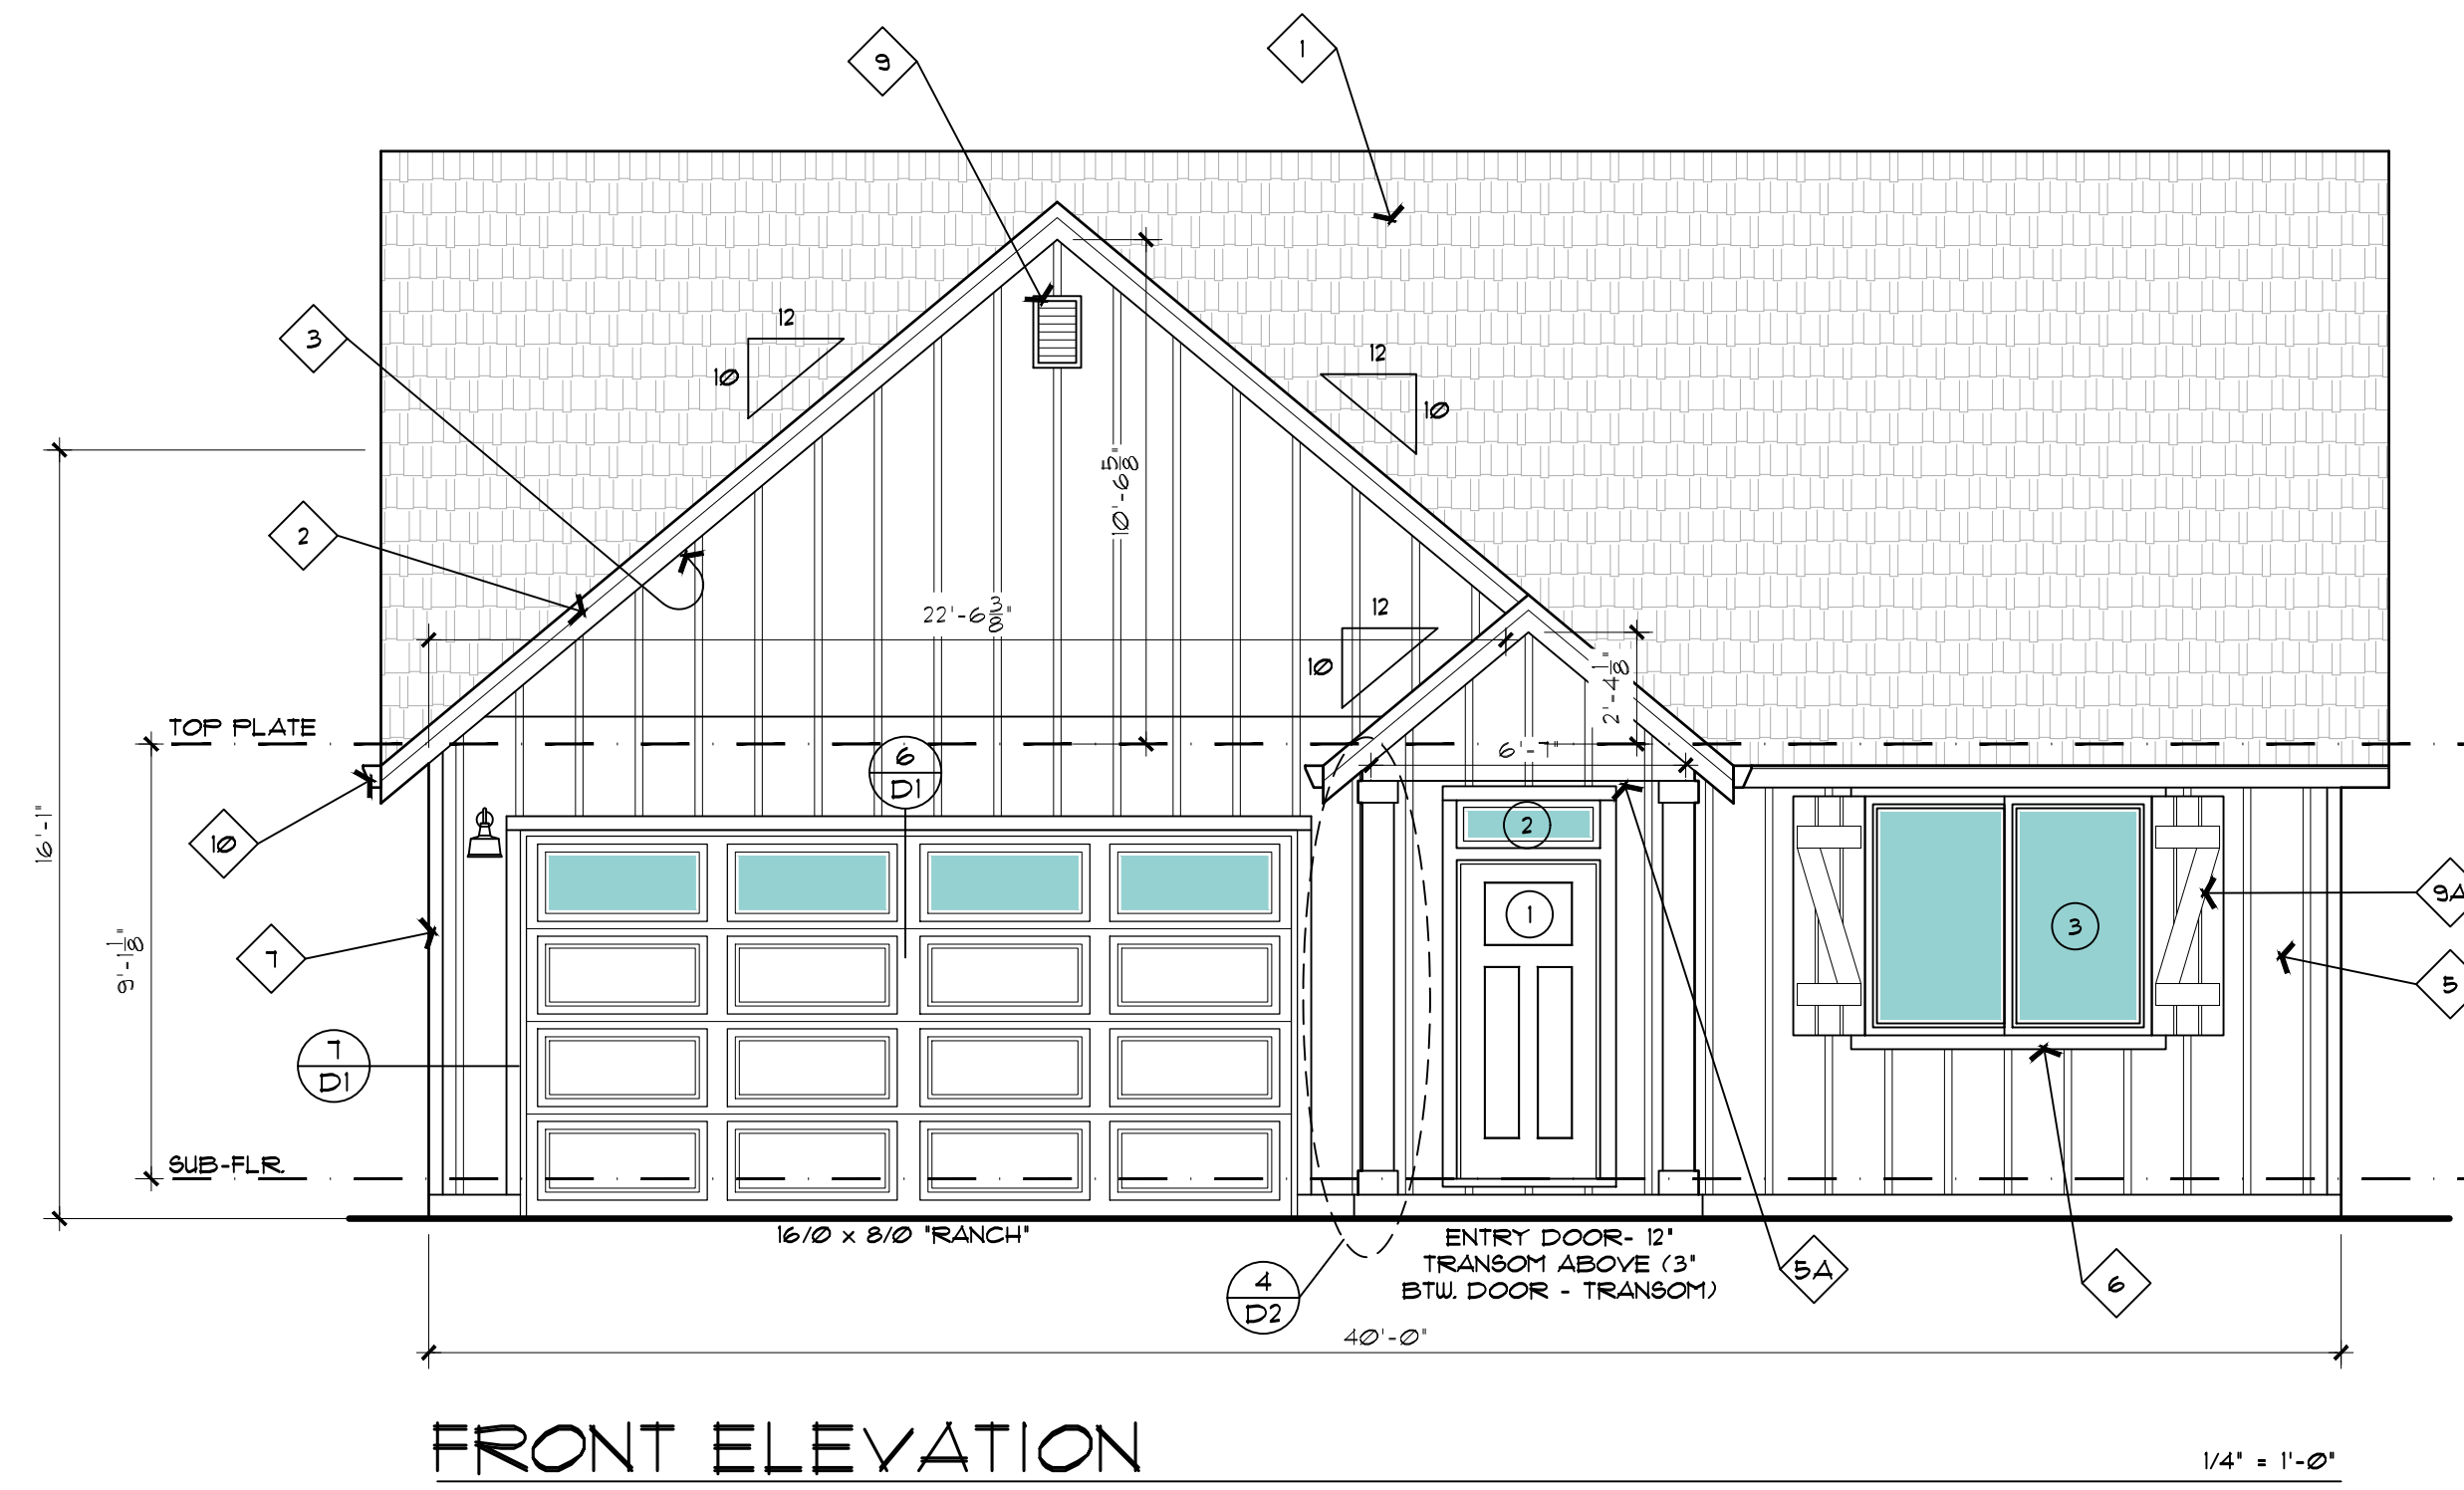 9
1
3
12
10
12
10
2
10'-6 5/8"
22'-6 3/8"
12
10
2'-4 1/8"
TOP PLATE
6'-7"
6
D1
10
16'-1"
2
9A
3
1
9'-1 1/8"
7
5
7
D1
SUB-FLR.
16/0 x 8/0 "RANCH"
ENTRY DOOR- 12"
TRANSOM ABOVE (3"
BTW. DOOR - TRANSOM)
4
D2
5A
6
40'-0"
FRONT ELEVATION
1/4" = 1'-0"